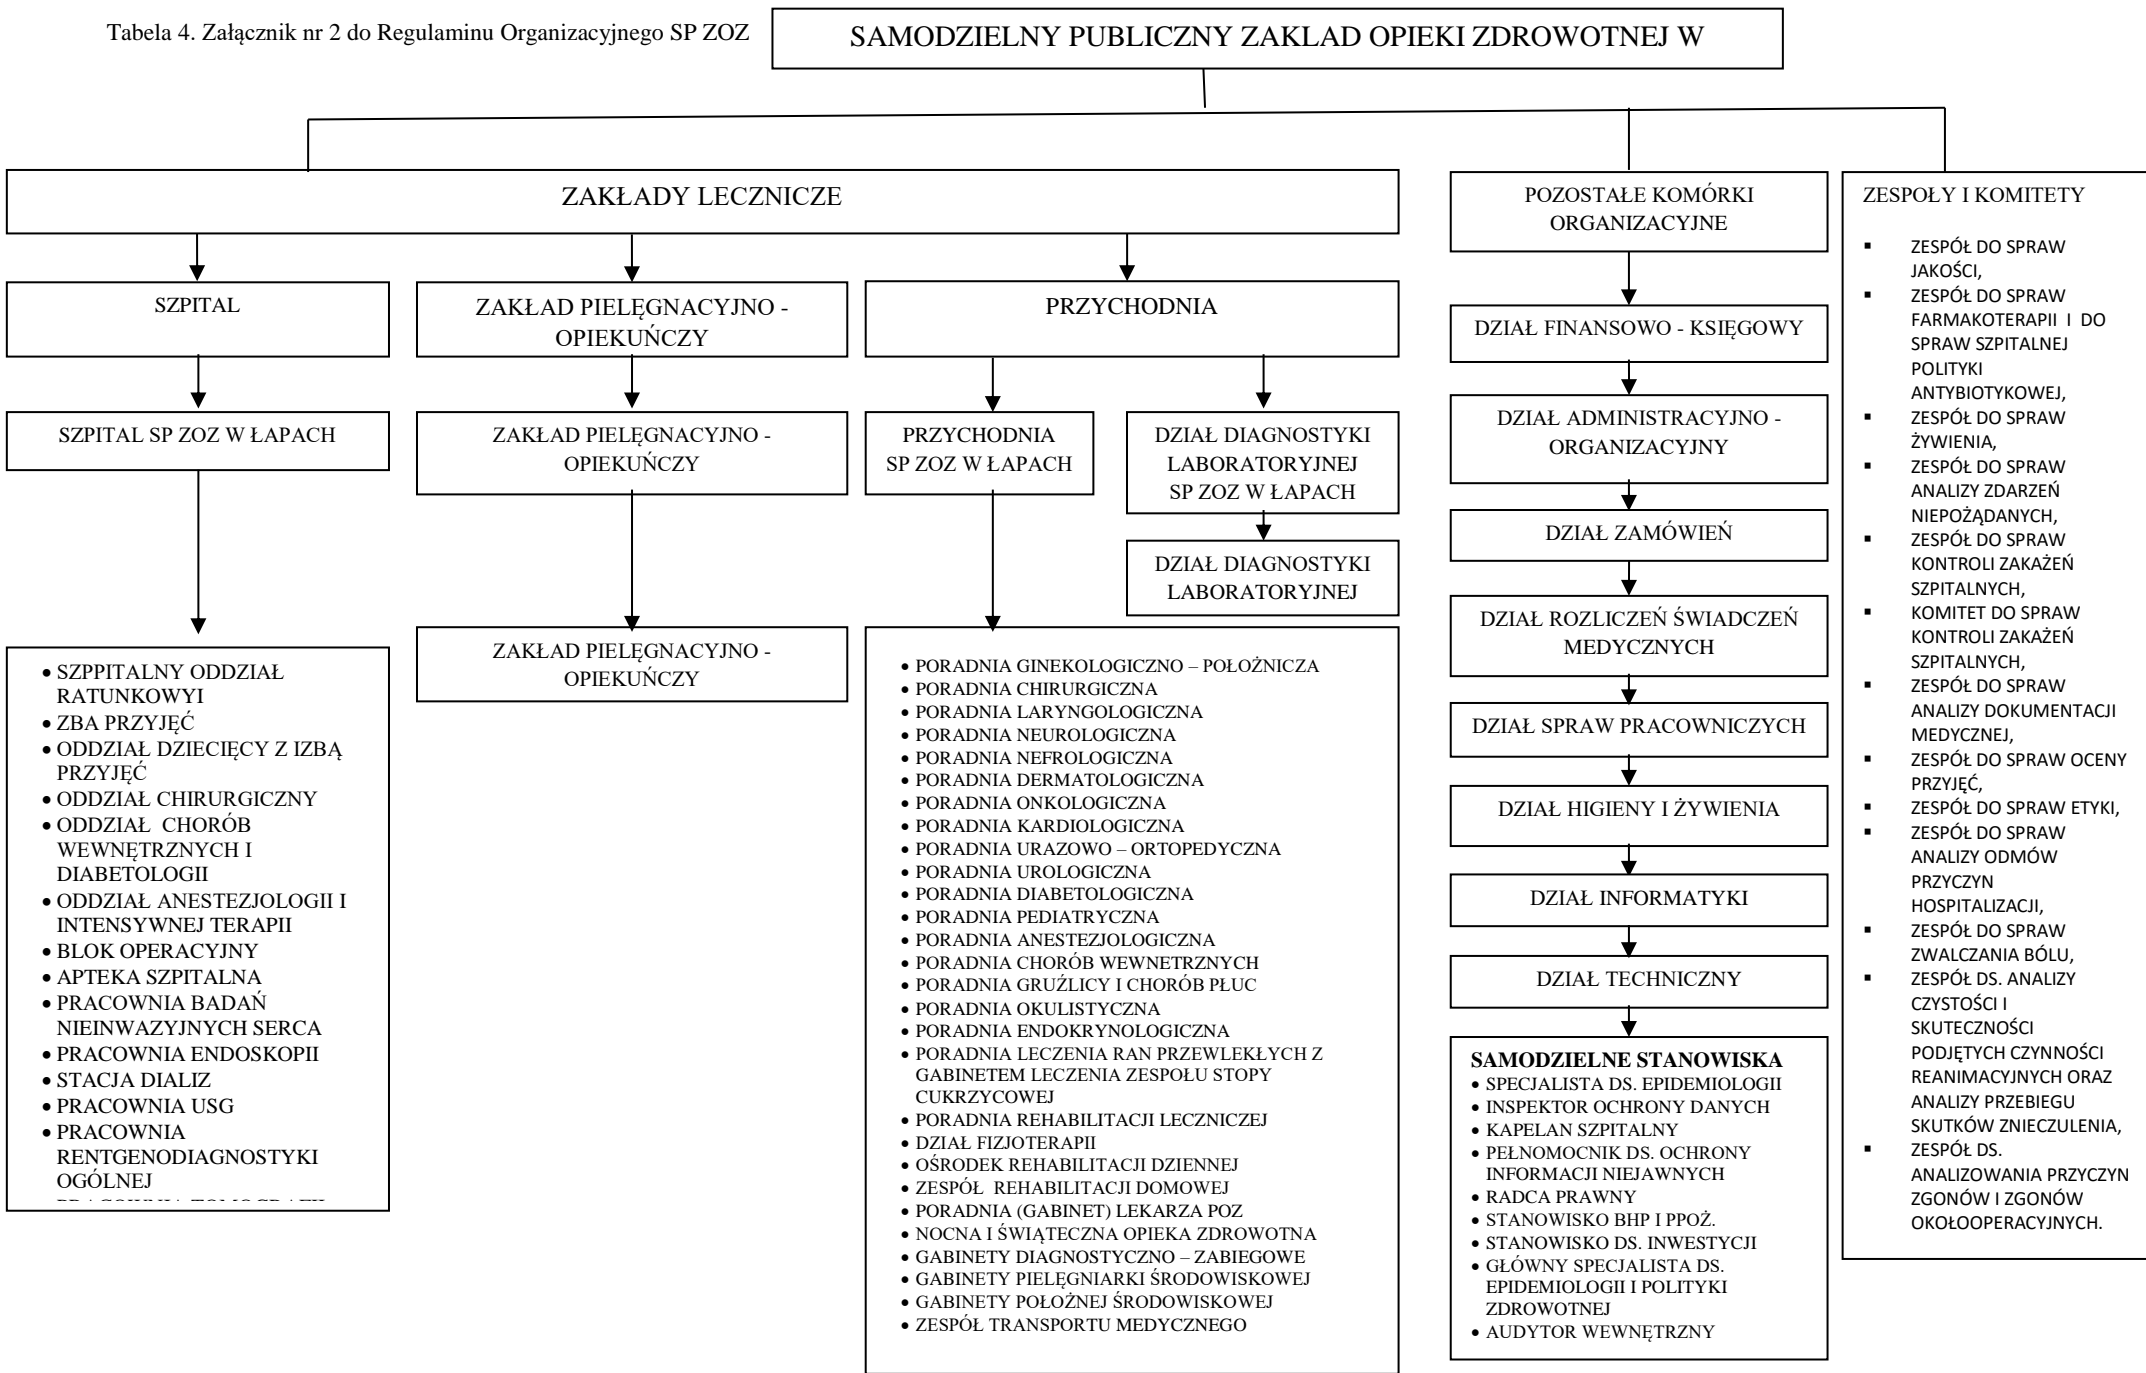 Tabela 4. Załącznik nr 2 do Regulaminu Organizacyjnego SP ZOZ
SAMODZIELNY PUBLICZNY ZAKLAD OPIEKI ZDROWOTNEJ W
ZAKŁADY LECZNICZE
SZPITAL
SZPITAL SP ZOZ W ŁAPACH
• SZPPITALNY ODDZIAŁ
RATUNKOWYI
• ZBA PRZYJĘĆ
• ODDZIAŁ DZIECIĘCY Z IZBĄ
PRZYJĘĆ
• ODDZIAŁ CHIRURGICZNY
• ODDZIAŁ CHORÓB
WEWNĘTRZNYCH I
DIABETOLOGII
• ODDZIAŁ ANESTEZJOLOGII I
INTENSYWNEJ TERAPII
• BLOK OPERACYJNY
• APTEKA SZPITALNA
• PRACOWNIA BADAŃ
NIEINWAZYJNYCH SERCA
• PRACOWNIA ENDOSKOPII
• STACJA DIALIZ
• PRACOWNIA USG
• PRACOWNIA
RENTGENODIAGNOSTYKI
OGÓLNEJ
ZAKŁAD PIELĘGNACYJNO -
OPIEKUŃCZY
ZAKŁAD PIELĘGNACYJNO -
OPIEKUŃCZY
ZAKŁAD PIELĘGNACYJNO -
OPIEKUŃCZY
PRZYCHODNIA
PRZYCHODNIA
SP ZOZ W ŁAPACH
DZIAŁ DIAGNOSTYKI
LABORATORYJNEJ
SP ZOZ W ŁAPACH
DZIAŁ DIAGNOSTYKI
LABORATORYJNEJ
• PORADNIA GINEKOLOGICZNO – POŁOŻNICZA
• PORADNIA CHIRURGICZNA
• PORADNIA LARYNGOLOGICZNA
• PORADNIA NEUROLOGICZNA
• PORADNIA NEFROLOGICZNA
• PORADNIA DERMATOLOGICZNA
• PORADNIA ONKOLOGICZNA
• PORADNIA KARDIOLOGICZNA
• PORADNIA URAZOWO – ORTOPEDYCZNA
• PORADNIA UROLOGICZNA
• PORADNIA DIABETOLOGICZNA
• PORADNIA PEDIATRYCZNA
• PORADNIA ANESTEZJOLOGICZNA
• PORADNIA CHORÓB WEWNETRZNYCH
• PORADNIA GRUŹLICY I CHORÓB PŁUC
• PORADNIA OKULISTYCZNA
• PORADNIA ENDOKRYNOLOGICZNA
• PORADNIA LECZENIA RAN PRZEWLEKŁYCH Z
GABINETEM LECZENIA ZESPOŁU STOPY
CUKRZYCOWEJ
• PORADNIA REHABILITACJI LECZNICZEJ
• DZIAŁ FIZJOTERAPII
• OŚRODEK REHABILITACJI DZIENNEJ
• ZESPÓŁ REHABILITACJI DOMOWEJ
• PORADNIA (GABINET) LEKARZA POZ
• NOCNA I ŚWIĄTECZNA OPIEKA ZDROWOTNA
• GABINETY DIAGNOSTYCZNO – ZABIEGOWE
• GABINETY PIELĘGNIARKI ŚRODOWISKOWEJ
• GABINETY POŁOŻNEJ ŚRODOWISKOWEJ
• ZESPÓŁ TRANSPORTU MEDYCZNEGO
POZOSTAŁE KOMÓRKI
ORGANIZACYJNE
DZIAŁ FINANSOWO - KSIĘGOWY
DZIAŁ ADMINISTRACYJNO -
ORGANIZACYJNY
DZIAŁ ZAMÓWIEŃ
DZIAŁ ROZLICZEŃ ŚWIADCZEŃ
MEDYCZNYCH
DZIAŁ SPRAW PRACOWNICZYCH
DZIAŁ HIGIENY I ŻYWIENIA
DZIAŁ INFORMATYKI
DZIAŁ TECHNICZNY
SAMODZIELNE STANOWISKA
• SPECJALISTA DS. EPIDEMIOLOGII
• INSPEKTOR OCHRONY DANYCH
• KAPELAN SZPITALNY
• PEŁNOMOCNIK DS. OCHRONY
INFORMACJI NIEJAWNYCH
• RADCA PRAWNY
• STANOWISKO BHP I PPOŻ.
• STANOWISKO DS. INWESTYCJI
• GŁÓWNY SPECJALISTA DS.
EPIDEMIOLOGII I POLITYKI
ZDROWOTNEJ
• AUDYTOR WEWNĘTRZNY
ZESPOŁY I KOMITETY
▪ ZESPÓŁ DO SPRAW
JAKOŚCI,
▪ ZESPÓŁ DO SPRAW
FARMAKOTERAPII I DO
SPRAW SZPITALNEJ
POLITYKI
ANTYBIOTYKOWEJ,
▪ ZESPÓŁ DO SPRAW
ŻYWIENIA,
▪ ZESPÓŁ DO SPRAW
ANALIZY ZDARZEŃ
NIEPOŻĄDANYCH,
▪ ZESPÓŁ DO SPRAW
KONTROLI ZAKAŻEŃ
SZPITALNYCH,
▪ KOMITET DO SPRAW
KONTROLI ZAKAŻEŃ
SZPITALNYCH,
▪ ZESPÓŁ DO SPRAW
ANALIZY DOKUMENTACJI
MEDYCZNEJ,
▪ ZESPÓŁ DO SPRAW OCENY
PRZYJĘĆ,
▪ ZESPÓŁ DO SPRAW ETYKI,
▪ ZESPÓŁ DO SPRAW
ANALIZY ODMÓW
PRZYCZYN
HOSPITALIZACJI,
▪ ZESPÓŁ DO SPRAW
ZWALCZANIA BÓLU,
▪ ZESPÓŁ DS. ANALIZY
CZYSTOŚCI I
SKUTECZNOŚCI
PODJĘTYCH CZYNNOŚCI
REANIMACYJNYCH ORAZ
ANALIZY PRZEBIEGU
SKUTKÓW ZNIECZULENIA,
▪ ZESPÓŁ DS.
ANALIZOWANIA PRZYCZYN
ZGONÓW I ZGONÓW
OKOŁOOPERACYJNYCH.